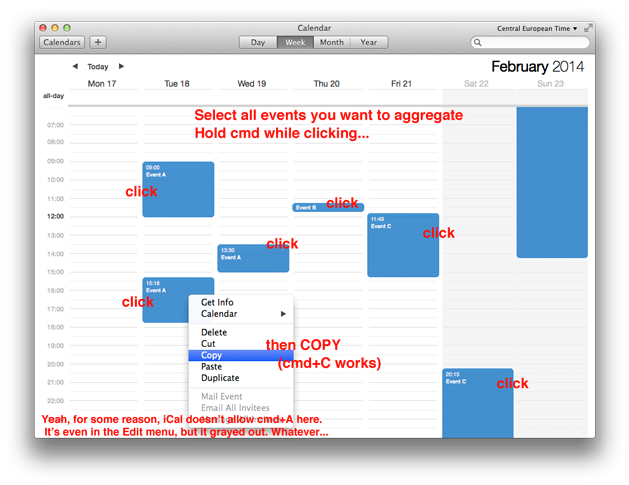 Calendar
Central European Time
Calendars
+
Day Week Month Year
Today
February 2014
Mon 17 Tue 18 Wed 19 Thu 20 Fri 21 Sat 22 Sun 23
all-day
Select all events you want to aggregate
Hold cmd while clicking...
07:00
08:00
09:00
09:00
Event A
10:00
click
11:00
Event B
click
12:00
11:49
Event C
click
13:00
13:30
Event A
click
14:00
15:00
15:18
Event A
16:00
click
17:00
18:00
19:00
20:00
21:00
22:00
Get Info
Calendar
Delete
Cut
Copy
Paste
Duplicate
Mail Event
Email All Invitees
then COPY
(cmd+C works)
20:15
Event C
click
Yeah, for some reason, iCal doesn't allow cmd+A here.
It's even in the Edit menu, but it grayed out. Whatever...